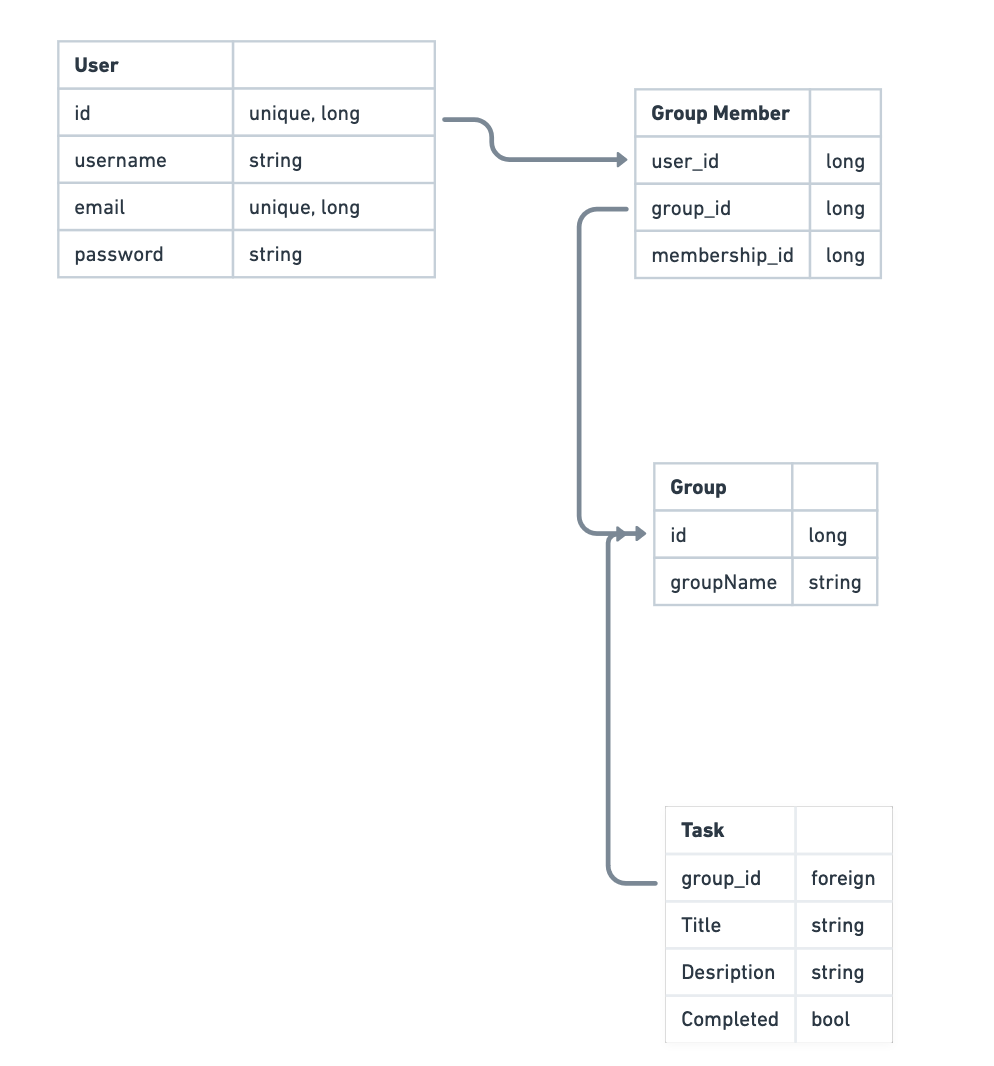 User
id unique, long
username string
email unique, long
password string
Group Member
user_id long
group_id long
membership_id long
Group
id long
groupName string
Task
group_id foreign
Title string
Desription string
Completed bool